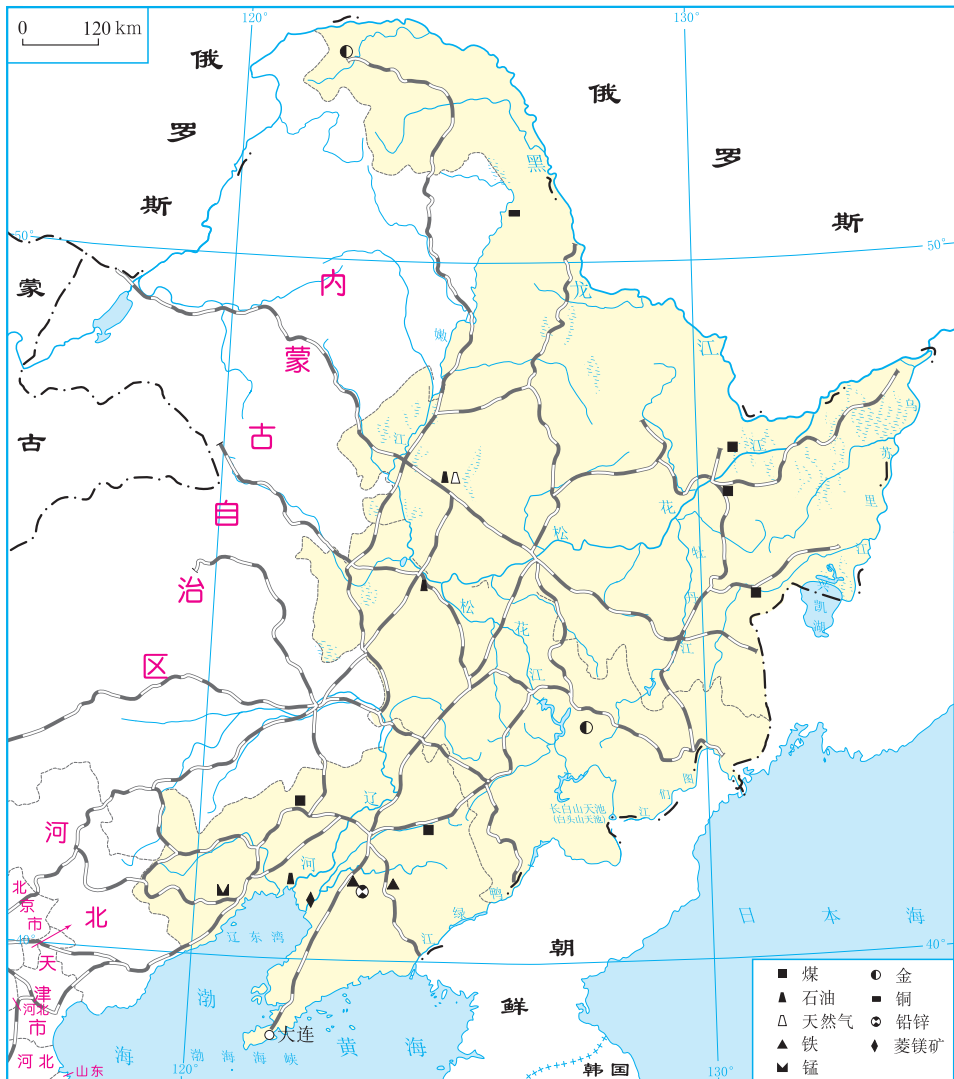 0 120 km
120°
130°
俄
罗
斯
俄
罗
斯
黑
龙
江
50°
50°
蒙
古
内
蒙
古
自
治
区
嫩
江
松
花
江
乌
苏
里
江
牡
丹
江
兴
凯
湖
松
花
江
图
们
江
长白山天池
(白头山天池)
辽
河
鸭
绿
江
河
北
北
京
市
天
津
市
河北
河北
山东
40°
40°
辽东湾
渤
海
渤海海峡
大连
黄海
朝
鲜
韩国
日本海
120°
130°
煤
石油
天然气
铁
锰
金
铜
铅锌
菱镁矿